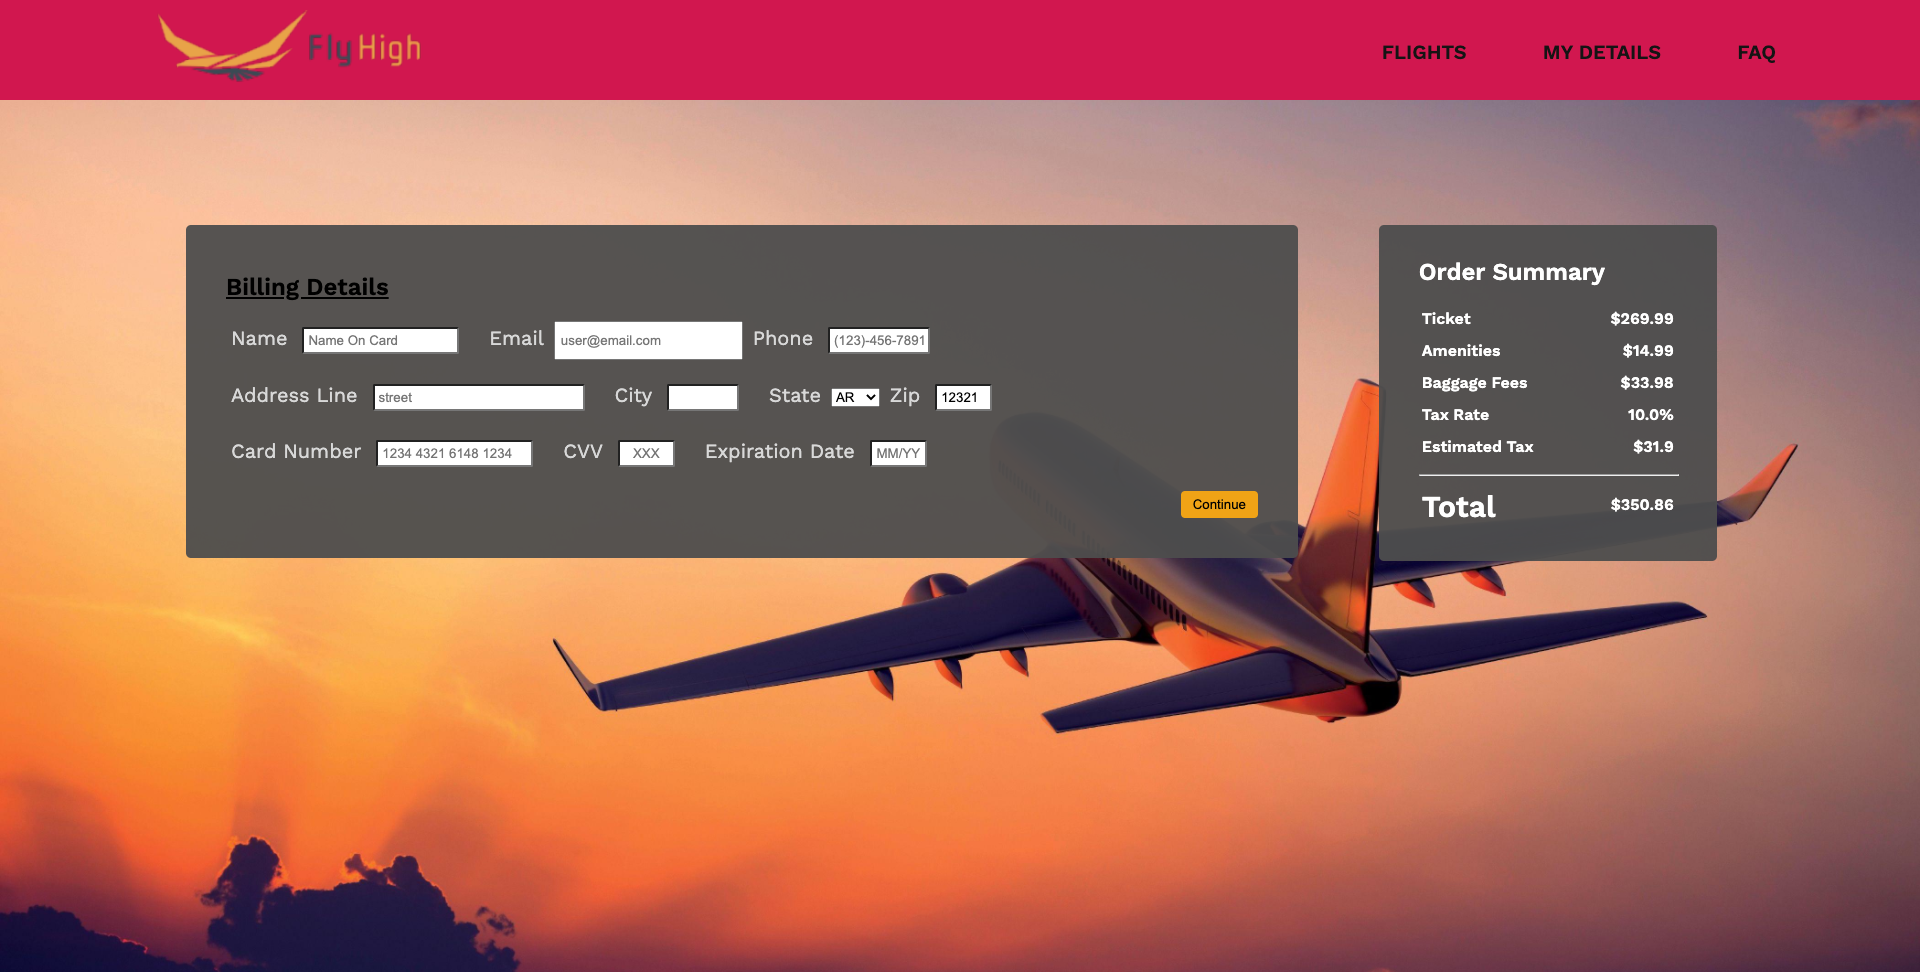 Fly High
FLIGHTS MY DETAILS FAQ
Billing Details
Name Name On Card Email user@email.com Phone (123)-456-7891
Address Line street City State AR Zip 12321
Card Number 1234 4321 6148 1234 CVV XXX Expiration Date MM/YY
Continue
Order Summary
Ticket $269.99
Amenities $14.99
Baggage Fees $33.98
Tax Rate 10.0%
Estimated Tax $31.9
Total $350.86